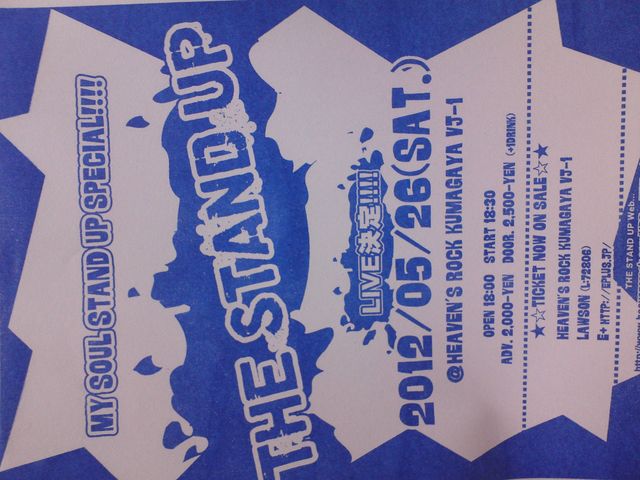 MY SOUL STAND UP SPECIAL!!!!
THE STAND UP
LIVE決定!!!!!
2012/05/26(SAT.)
@HEAVEN'S ROCK KUMAGAYA VJ-1
OPEN 18:00 START 18:30
ADV. 2.000-YEN DOOR. 2,500-YEN (+1DRINK)
★☆TICKET NOW ON SALE☆★
HEAVEN'S ROCK KUMAGAYA VJ-1
LAWSON (L-72206)
E+ HTTP://EPLUS.JP/
THE STAND UP Web...